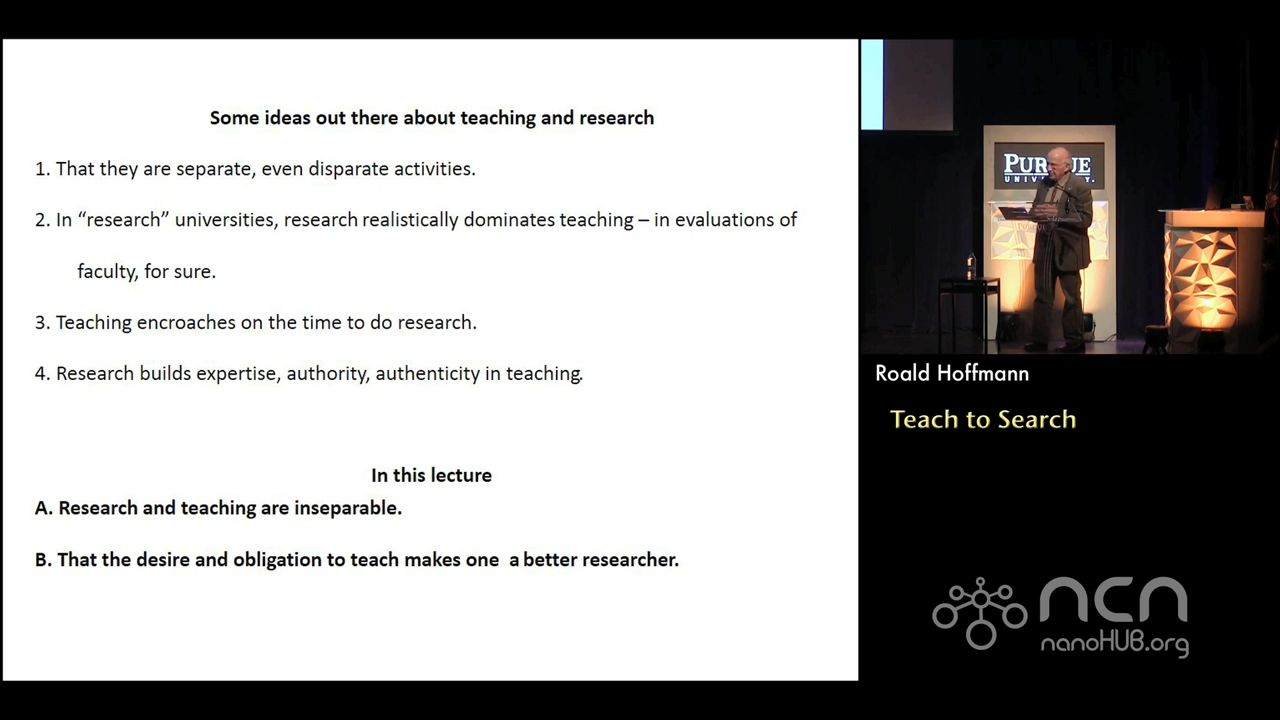 Some ideas out there about teaching and research
1. That they are separate, even disparate activities.
2. In “research” universities, research realistically dominates teaching – in evaluations of
faculty, for sure.
3. Teaching encroaches on the time to do research.
4. Research builds expertise, authority, authenticity in teaching.
In this lecture
A. Research and teaching are inseparable.
B. That the desire and obligation to teach makes one a better researcher.
PURDUE
UNIVERSITY.
Roald Hoffmann
Teach to Search
ncn
nanoHUB.org